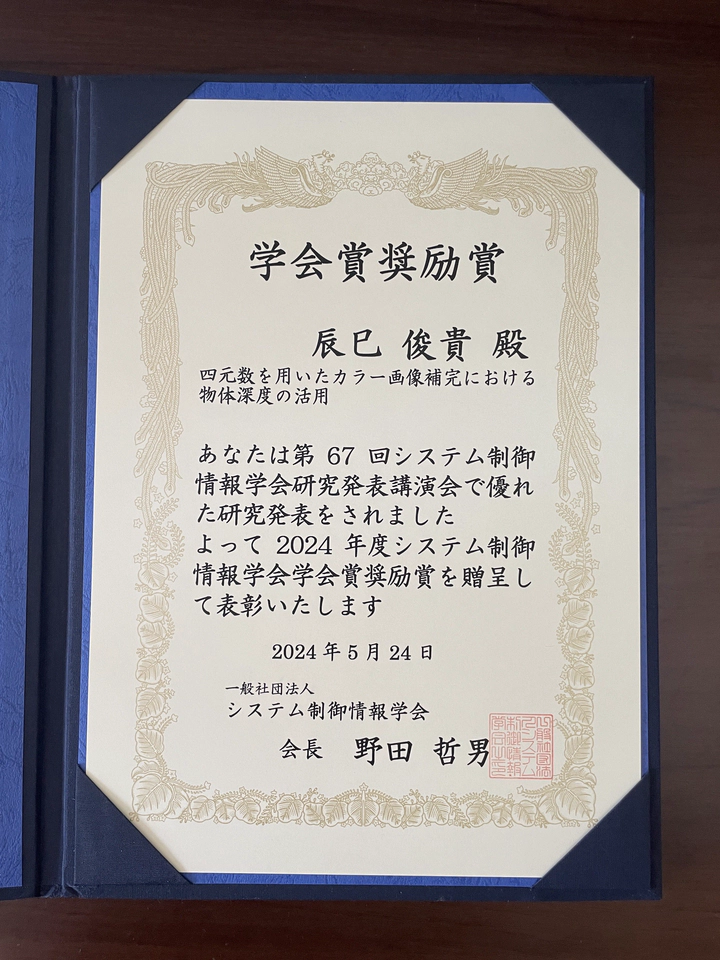 学会賞奨励賞
辰巳 俊貴 殿
四元数を用いたカラー画像補完における
物体深度の活用
あなたは第 67 回システム制御
情報学会研究発表講演会で優れ
た研究発表をされました
よって 2024 年度システム制御
情報学会学会賞奨励賞を贈呈し
て表彰いたします
2024 年 5 月 24 日
一般社団法人
システム制御情報学会
会長 野田 哲男